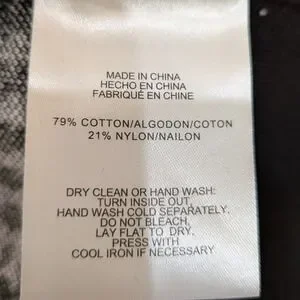 MADE IN CHINA
HECHO EN CHINA
FABRIQUÉ EN CHINE
79% COTTON/ALGODON/COTON
21% NYLON/NAILON
DRY CLEAN OR HAND WASH:
TURN INSIDE OUT,
HAND WASH COLD SEPARATELY.
DO NOT BLEACH,
LAY FLAT TO DRY.
PRESS WITH
COOL IRON IF NECESSARY